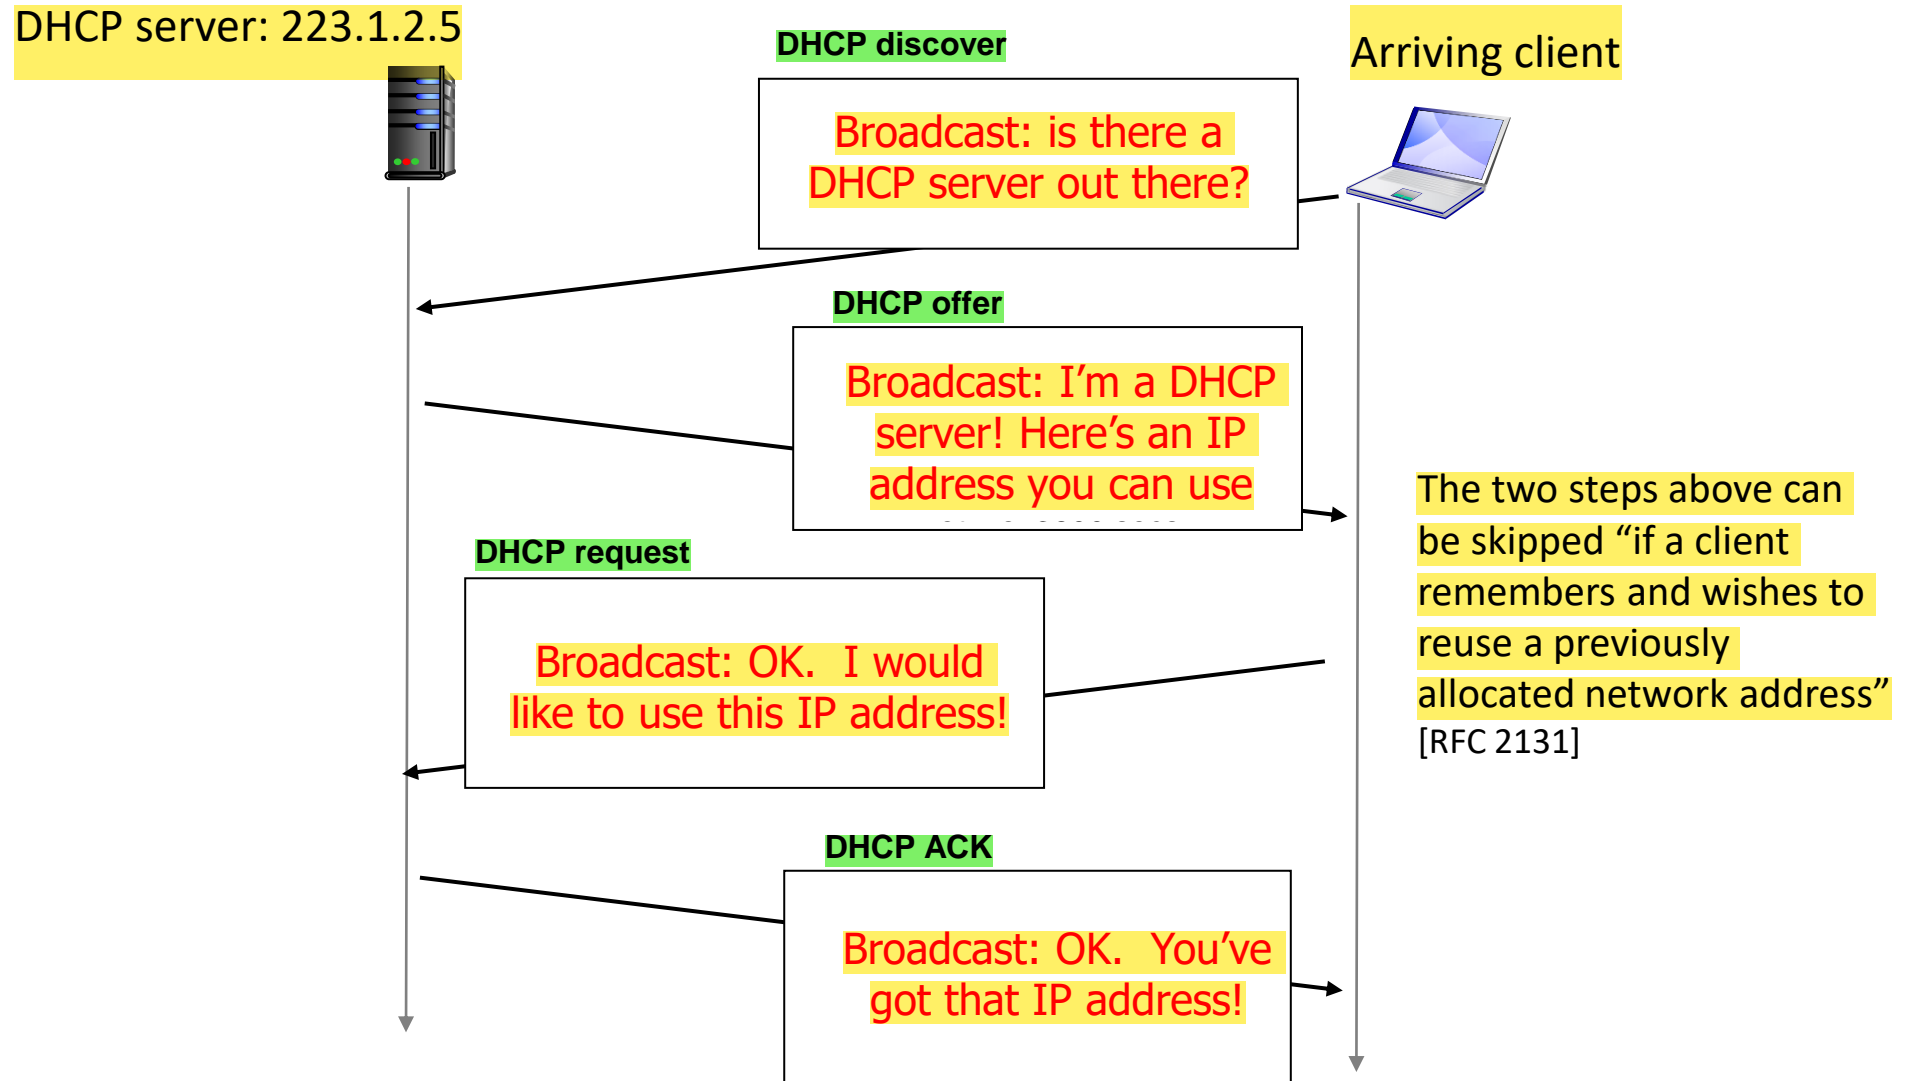 DHCP server: 223.1.2.5
DHCP discover
Arriving client
Broadcast: is there a
DHCP server out there?
DHCP offer
Broadcast: I’m a DHCP
server! Here’s an IP
address you can use
The two steps above can
be skipped “if a client
remembers and wishes to
reuse a previously
allocated network address”
[RFC 2131]
DHCP request
Broadcast: OK.  I would
like to use this IP address!
DHCP ACK
Broadcast: OK.  You’ve
got that IP address!